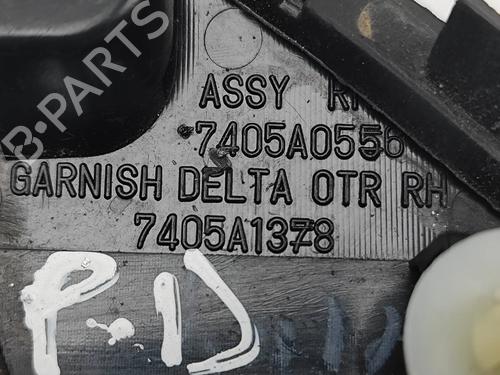 B-PARTS
ASSY RH
7405A0556
GARNISH DELTA OTR RH
7405A1378
P.D